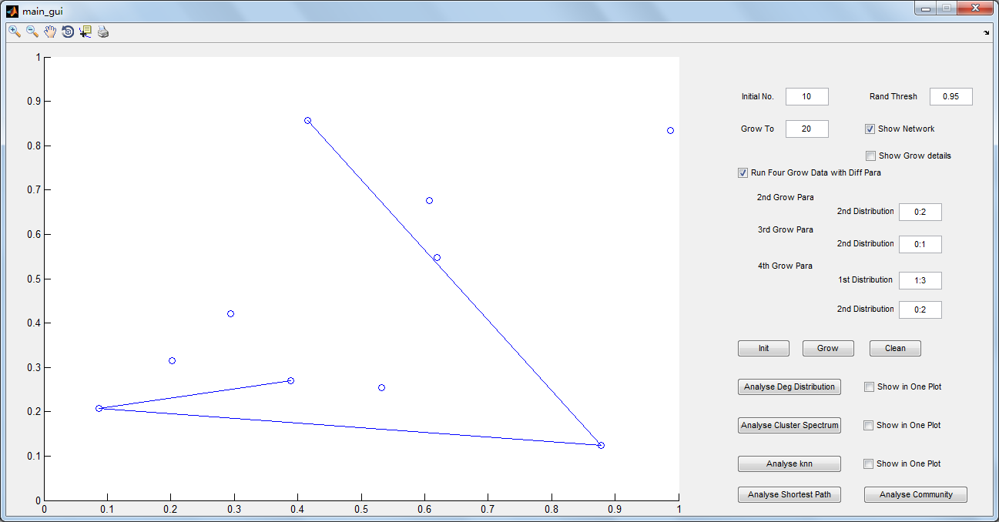 main_gui
1
0.9
0.8
0.7
0.6
0.5
0.4
0.3
0.2
0.1
0
0 0.1 0.2 0.3 0.4 0.5 0.6 0.7 0.8 0.9 1
Initial No. 10 Rand Thresh 0.95
Grow To 20 Show Network
Show Grow details
Run Four Grow Data with Diff Para
2nd Grow Para
2nd Distribution 0:2
3rd Grow Para
2nd Distribution 0:1
4th Grow Para
1st Distribution 1:3
2nd Distribution 0:2
Init Grow Clean
Analyse Deg Distribution Show in One Plot
Analyse Cluster Spectrum Show in One Plot
Analyse knn Show in One Plot
Analyse Shortest Path Analyse Community